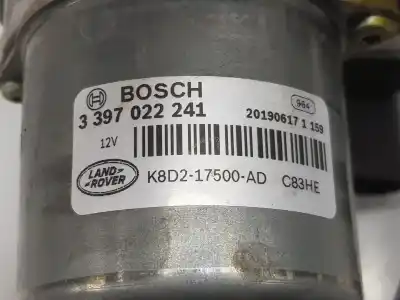 BOSCH
964
3 397 022 241
20190617 1 159
12V
LAND ROVER
K8D2-17500-AD C83HE